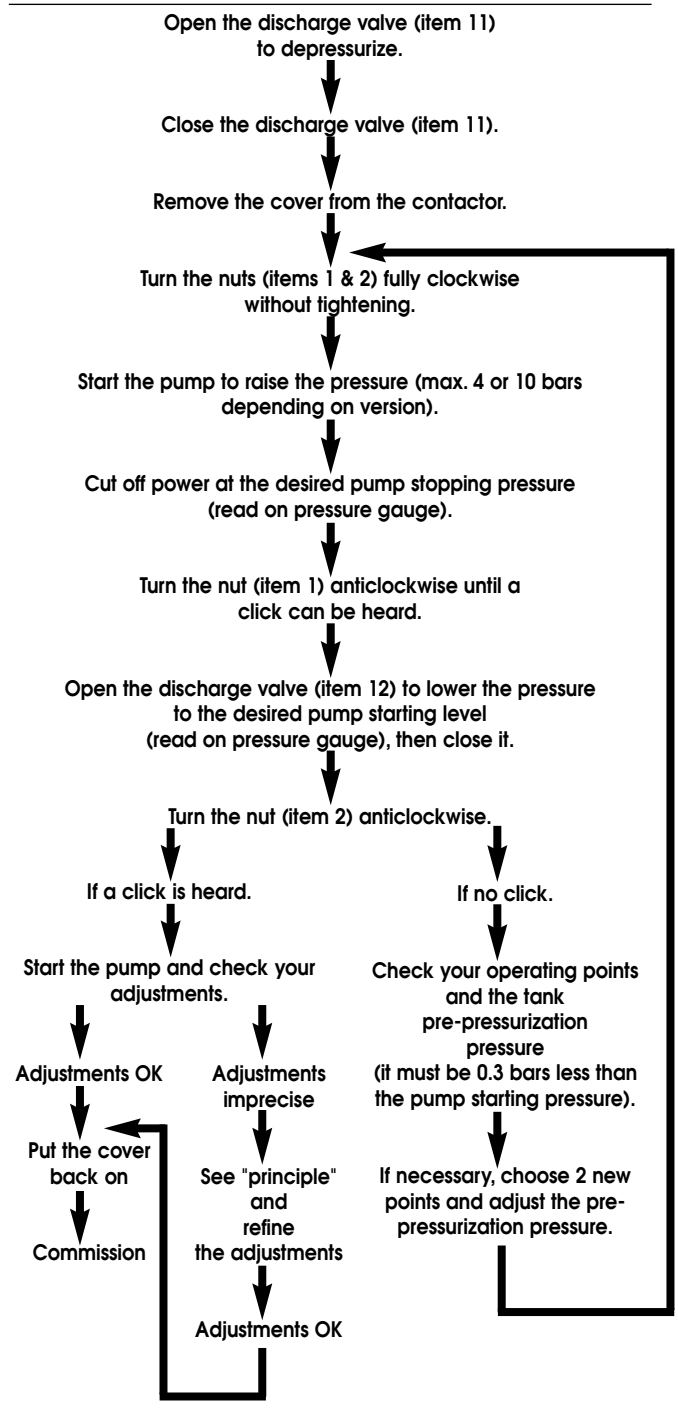 Open the discharge valve (item 11)
to depressurize.
Close the discharge valve (item 11).
Remove the cover from the contactor.
Turn the nuts (items 1 & 2) fully clockwise
without tightening.
Start the pump to raise the pressure (max. 4 or 10 bars
depending on version).
Cut off power at the desired pump stopping pressure
(read on pressure gauge).
Turn the nut (item 1) anticlockwise until a
click can be heard.
Open the discharge valve (item 12) to lower the pressure
to the desired pump starting level
(read on pressure gauge), then close it.
Turn the nut (item 2) anticlockwise.
If a click is heard.
Start the pump and check your
adjustments.
Adjustments OK
Put the cover
back on
Commission
Adjustments
imprecise
See "principle"
and
refine
the adjustments
Adjustments OK
If no click.
Check your operating points
and the tank
pre-pressurization
pressure
(it must be 0.3 bars less than
the pump starting pressure).
If necessary, choose 2 new
points and adjust the pre-
pressurization pressure.